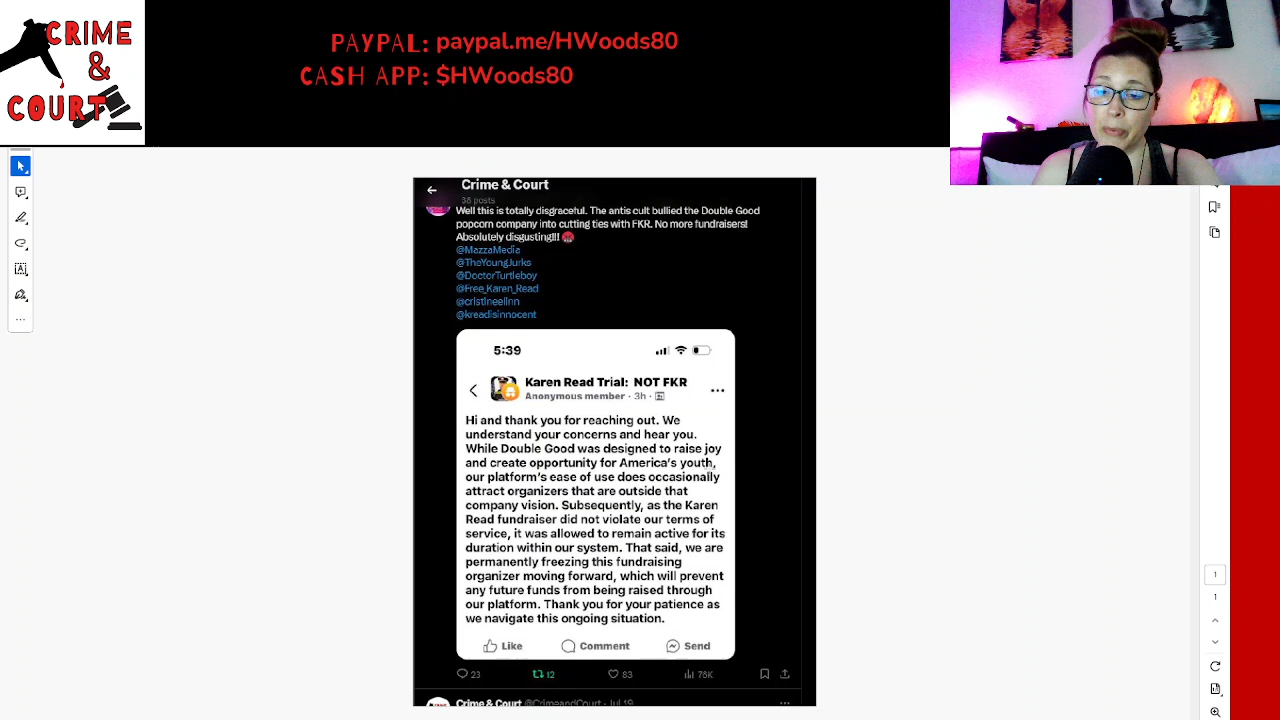 CRIME
&
COURT
PAYPAL: paypal.me/HWoods80
CASH APP: $HWoods80
Crime & Court
38 posts
Well this is totally disgraceful. The antis cult bullied the Double Good
popcorn company into cutting ties with FKR. No more fundraisers!
Absolutely disgusting!!!
@MazzaMedia
@TheYoungJurks
@DoctorTurtleboy
@Free_Karen_Read
@kreadisinnocent
5:39
Karen Read Trial: NOT FKR
Anonymous member · 3h ·
Hi and thank you for reaching out. We
understand your concerns and hear you.
While Double Good was designed to raise joy
and create opportunity for America's youth,
our platform's ease of use does occasionally
attract organizers that are outside that
company vision. Subsequently, as the Karen
Read fundraiser did not violate our terms of
service, it was allowed to remain active for its
duration within our system. That said, we are
permanently freezing this fundraising
organizer moving forward, which will prevent
any future funds from being raised through
our platform. Thank you for your patience as
we navigate this ongoing situation.
Like Comment Send
23 12 83 76K
Crime & Court @CrimeandCourt · Jul 19
1
1